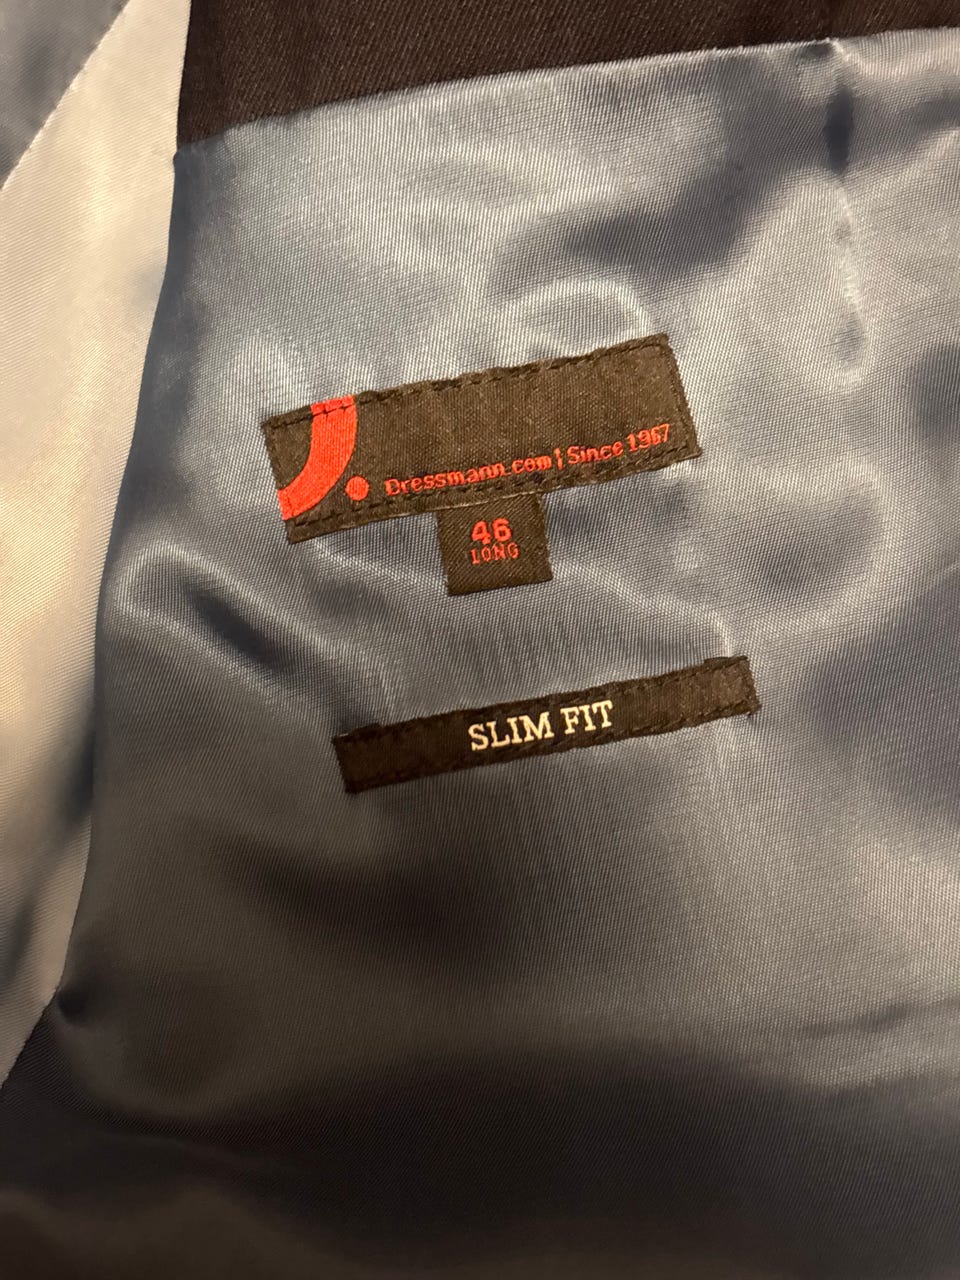 Dressmann.com | Since 1967
46
LONG
SLIM FIT